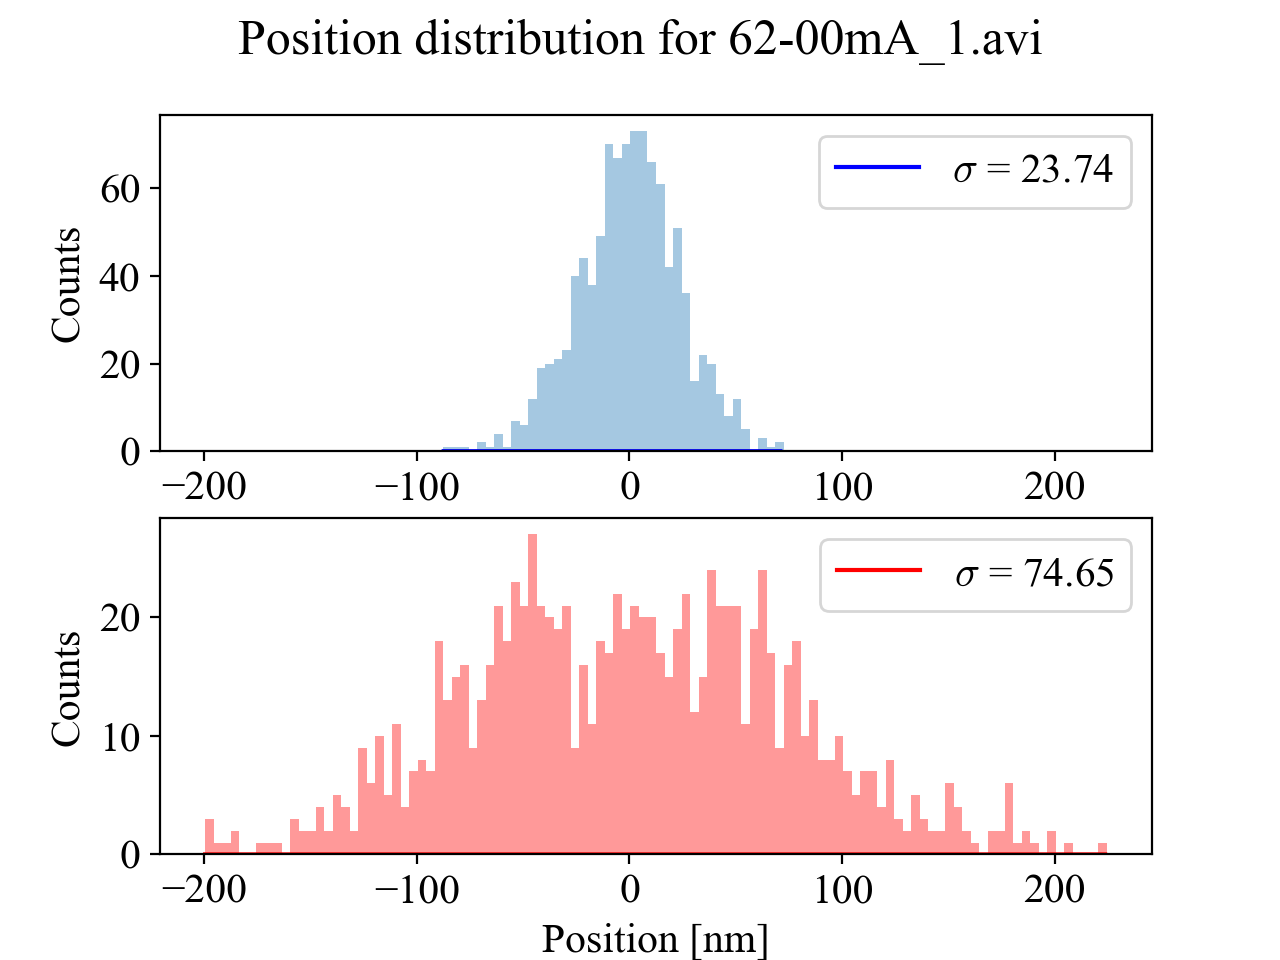 Position distribution for 62-00mA_1.avi
σ = 23.74
Counts
60
40
20
0
−200 −100 0 100 200
σ = 74.65
Counts
20
10
0
−200 −100 0 100 200
Position [nm]